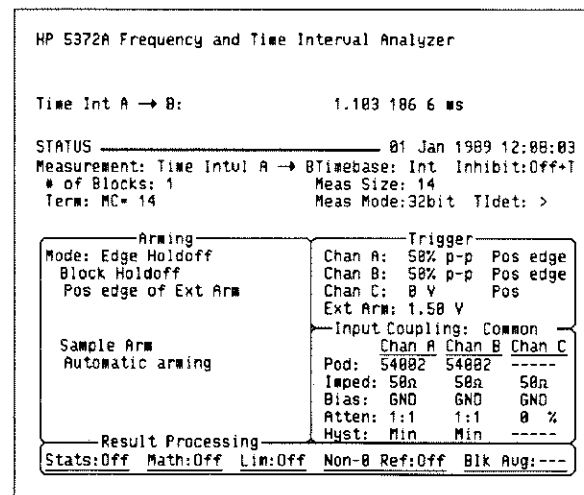 HP 5372A Frequency and Time Interval Analyzer
Time Int A → B: 1.103 186 6 ms
STATUS 01 Jan 1989 12:08:03
Measurement: Time Intvl A → B Timebase: Int Inhibit:Off+T
# of Blocks: 1 Meas Size: 14
Term: MC= 14 Meas Mode:32bit TIdet: >
Arming
Mode: Edge Holdoff
Block Holdoff
Pos edge of Ext Arm
Sample Arm
Automatic arming
Trigger
Chan A: 50% p-p Pos edge
Chan B: 50% p-p Pos edge
Chan C: 0 V Pos
Ext Arm: 1.50 V
Input Coupling: Common
Chan A Chan B Chan C
Pod: 54002 54002 -----
Imped: 50Ω 50Ω 50Ω
Bias: GND GND GND
Atten: 1:1 1:1 0 %
Hyst: Min Min -----
Result Processing
Stats:Off Math:Off Lim:Off Non-0 Ref:Off Blk Avg:---